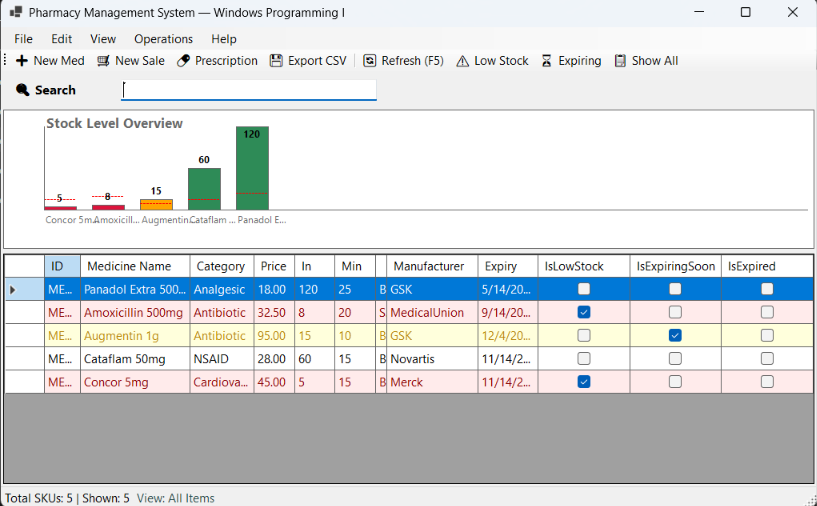 Pharmacy Management System — Windows Programming I
File Edit View Operations Help
New Med New Sale Prescription Export CSV Refresh (F5) Low Stock Expiring Show All
Search
Stock Level Overview
5 8 15 60 120
Concor 5m... Amoxicill... Augmentin... Cataflam ... Panadol E...
ID Medicine Name Category Price In Min Manufacturer Expiry IsLowStock IsExpiringSoon IsExpired
ME... Panadol Extra 500... Analgesic 18.00 120 25 B GSK 5/14/20...
ME... Amoxicillin 500mg Antibiotic 32.50 8 20 S MedicalUnion 9/14/20...
ME... Augmentin 1g Antibiotic 95.00 15 10 B GSK 12/4/20...
ME... Cataflam 50mg NSAID 28.00 60 15 B Novartis 11/14/2...
ME... Concor 5mg Cardiova... 45.00 5 15 B Merck 11/14/2...
Total SKUs: 5 | Shown: 5 View: All Items